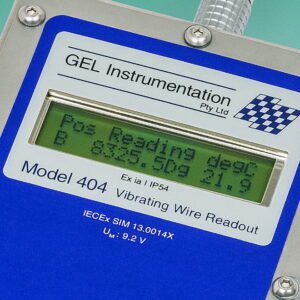 GEL Instrumentation
Pty Ltd
Pos Reading degC
B 8325.5Dg 21.9
Ex ia I IP54
Model 404 Vibrating Wire Readout
IECEx SIM 13.0014X
UM: 9.2 V